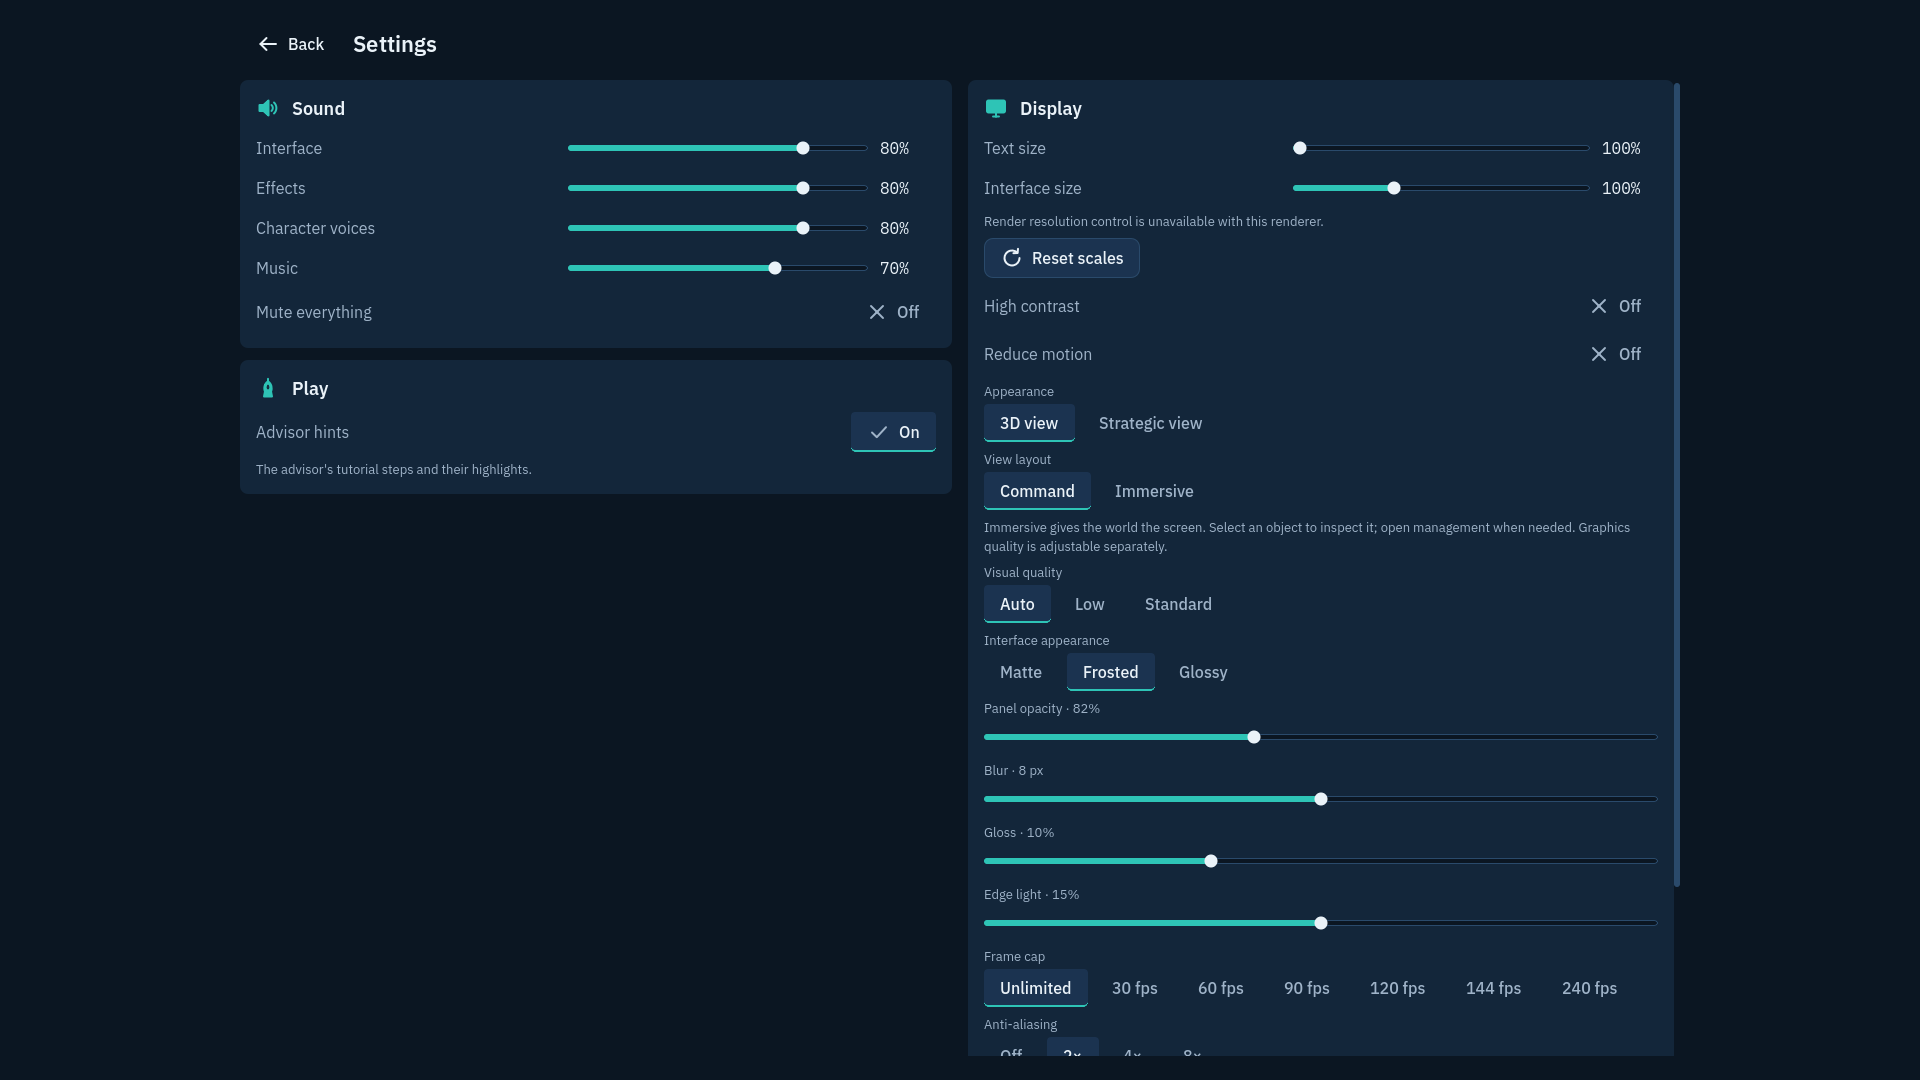 Back Settings
Sound
Interface 80%
Effects 80%
Character voices 80%
Music 70%
Mute everything Off
Play
Advisor hints On
The advisor's tutorial steps and their highlights.
Display
Text size 100%
Interface size 100%
Render resolution control is unavailable with this renderer.
Reset scales
High contrast Off
Reduce motion Off
Appearance
3D view Strategic view
View layout
Command Immersive
Immersive gives the world the screen. Select an object to inspect it; open management when needed. Graphics
quality is adjustable separately.
Visual quality
Auto Low Standard
Interface appearance
Matte Frosted Glossy
Panel opacity · 82%
Blur · 8 px
Gloss · 10%
Edge light · 15%
Frame cap
Unlimited 30 fps 60 fps 90 fps 120 fps 144 fps 240 fps
Anti-aliasing
Off 2× 4× 8×